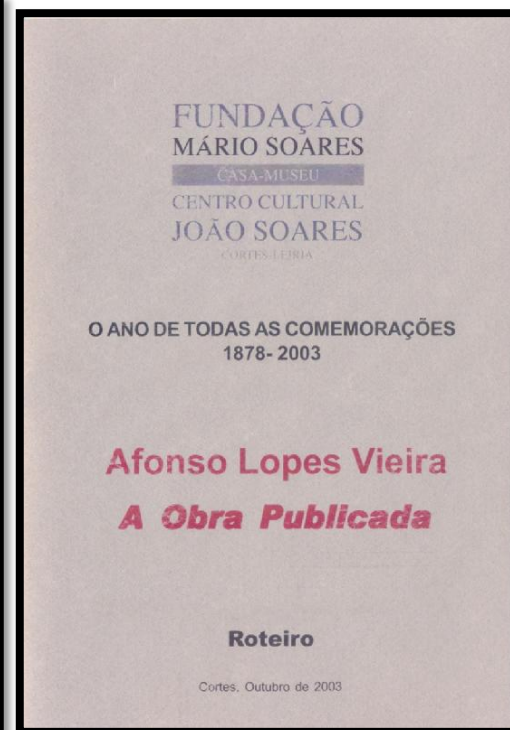 FUNDAÇÃO
MÁRIO SOARES
CASA-MUSEU
CENTRO CULTURAL
JOÃO SOARES
CORTES-LEIRIA
O ANO DE TODAS AS COMEMORAÇÕES
1878- 2003
Afonso Lopes Vieira
A Obra Publicada
Roteiro
Cortes, Outubro de 2003